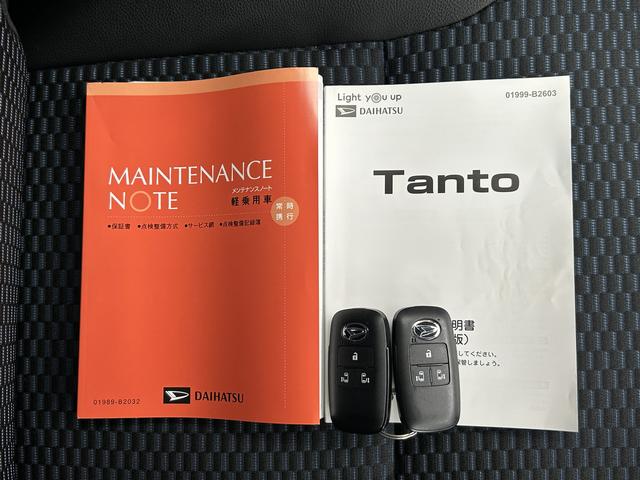 MAINTENANCE
NOTE
メンテナンスノート
軽乗用車
常時
携行
●保証書 ●点検整備方式 ●サービス網 ●点検整備記録簿
DAIHATSU
01989-B2032
Light you up
DAIHATSU
01999-B2603
Tanto
明書
版）
してください。
管しましょう。